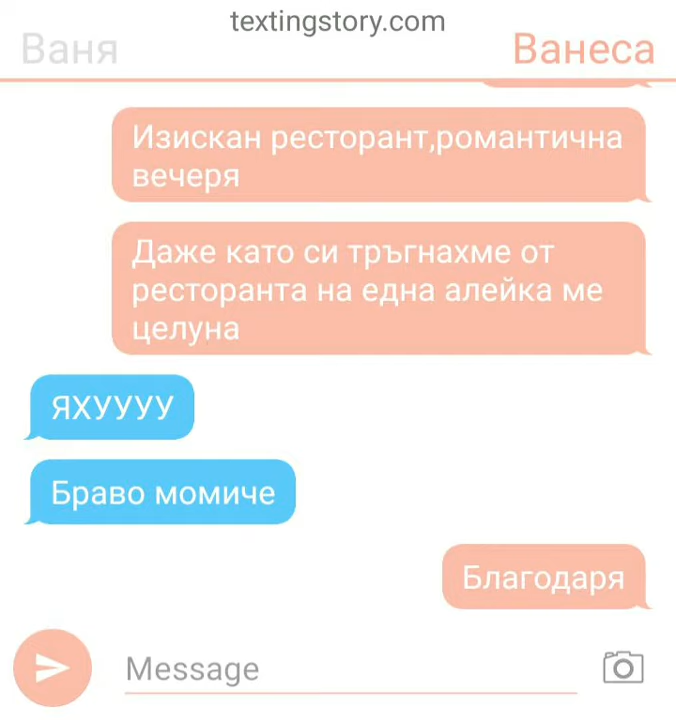 textingstory.com
Ваня
Ванеса
Изискан ресторант,романтична
вечеря
Даже като си тръгнахме от
ресторанта на една алейка ме
целуна
ЯХУУУУ
Браво момиче
Благодаря
Message